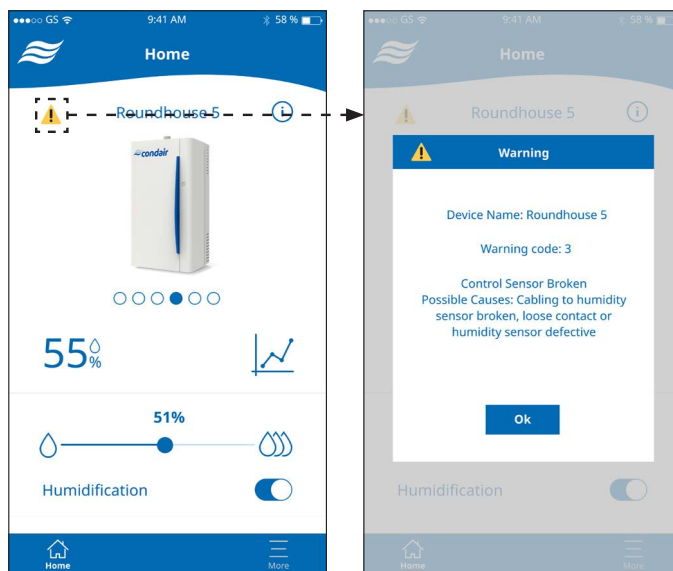 GS 9:41 AM 58 %
Home
Roundhouse 5
condair
55%
51%
Humidification
Home More
GS 9:41 AM 58 %
Home
Roundhouse 5
Warning
Device Name: Roundhouse 5
Warning code: 3
Control Sensor Broken
Possible Causes: Cabling to humidity
sensor broken, loose contact or
humidity sensor defective
Ok
Humidification
Home More